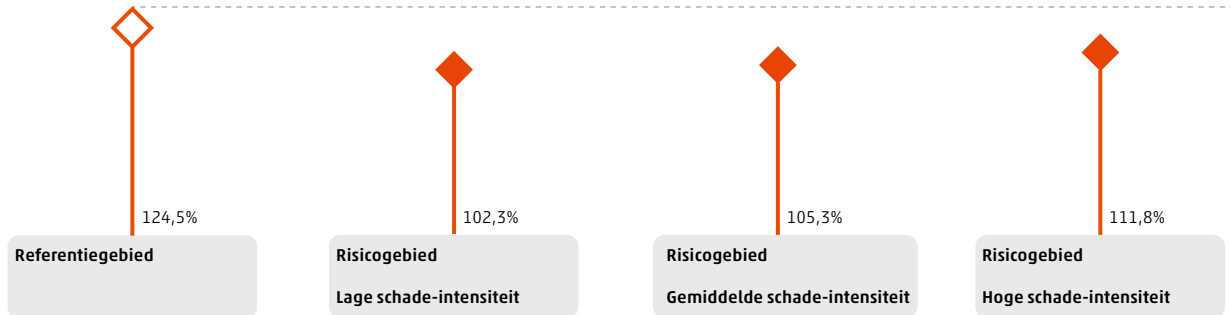 124,5%
Referentiegebied
102,3%
Risicogebied
Lage schade-intensiteit
105,3%
Risicogebied
Gemiddelde schade-intensiteit
111,8%
Risicogebied
Hoge schade-intensiteit